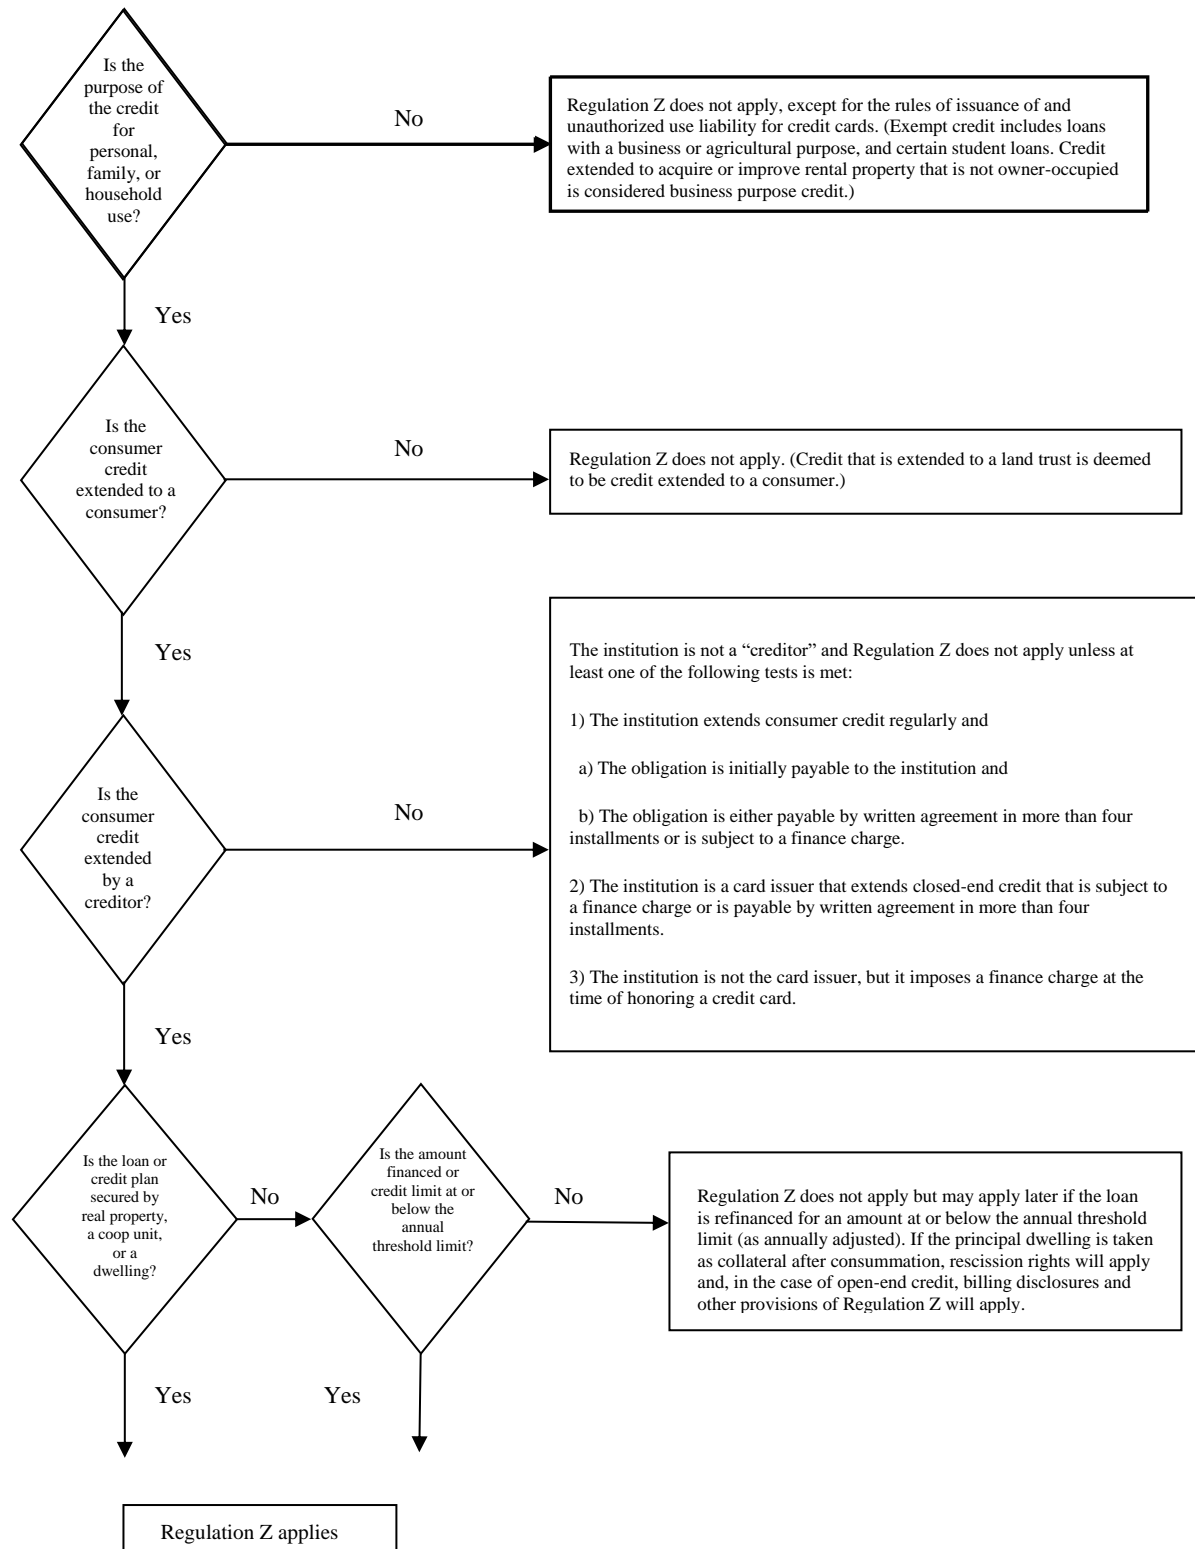 Is the
purpose of
the credit
for
personal,
family, or
household
use?
No
Regulation Z does not apply, except for the rules of issuance of and
unauthorized use liability for credit cards. (Exempt credit includes loans
with a business or agricultural purpose, and certain student loans. Credit
extended to acquire or improve rental property that is not owner-occupied
is considered business purpose credit.)
Yes
Is the
consumer
credit
extended to a
consumer?
No
Regulation Z does not apply. (Credit that is extended to a land trust is deemed
to be credit extended to a consumer.)
Yes
Is the
consumer
credit
extended
by a
creditor?
No
The institution is not a “creditor” and Regulation Z does not apply unless at
least one of the following tests is met:
1) The institution extends consumer credit regularly and
a) The obligation is initially payable to the institution and
b) The obligation is either payable by written agreement in more than four
installments or is subject to a finance charge.
2) The institution is a card issuer that extends closed-end credit that is subject to
a finance charge or is payable by written agreement in more than four
installments.
3) The institution is not the card issuer, but it imposes a finance charge at the
time of honoring a credit card.
Yes
Is the loan or
credit plan
secured by
real property,
a coop unit,
or a
dwelling?
No
Is the amount
financed or
credit limit at or
below the
annual
threshold limit?
No
Regulation Z does not apply but may apply later if the loan
is refinanced for an amount at or below the annual threshold
limit (as annually adjusted). If the principal dwelling is taken
as collateral after consummation, rescission rights will apply
and, in the case of open-end credit, billing disclosures and
other provisions of Regulation Z will apply.
Yes
Yes
Regulation Z applies